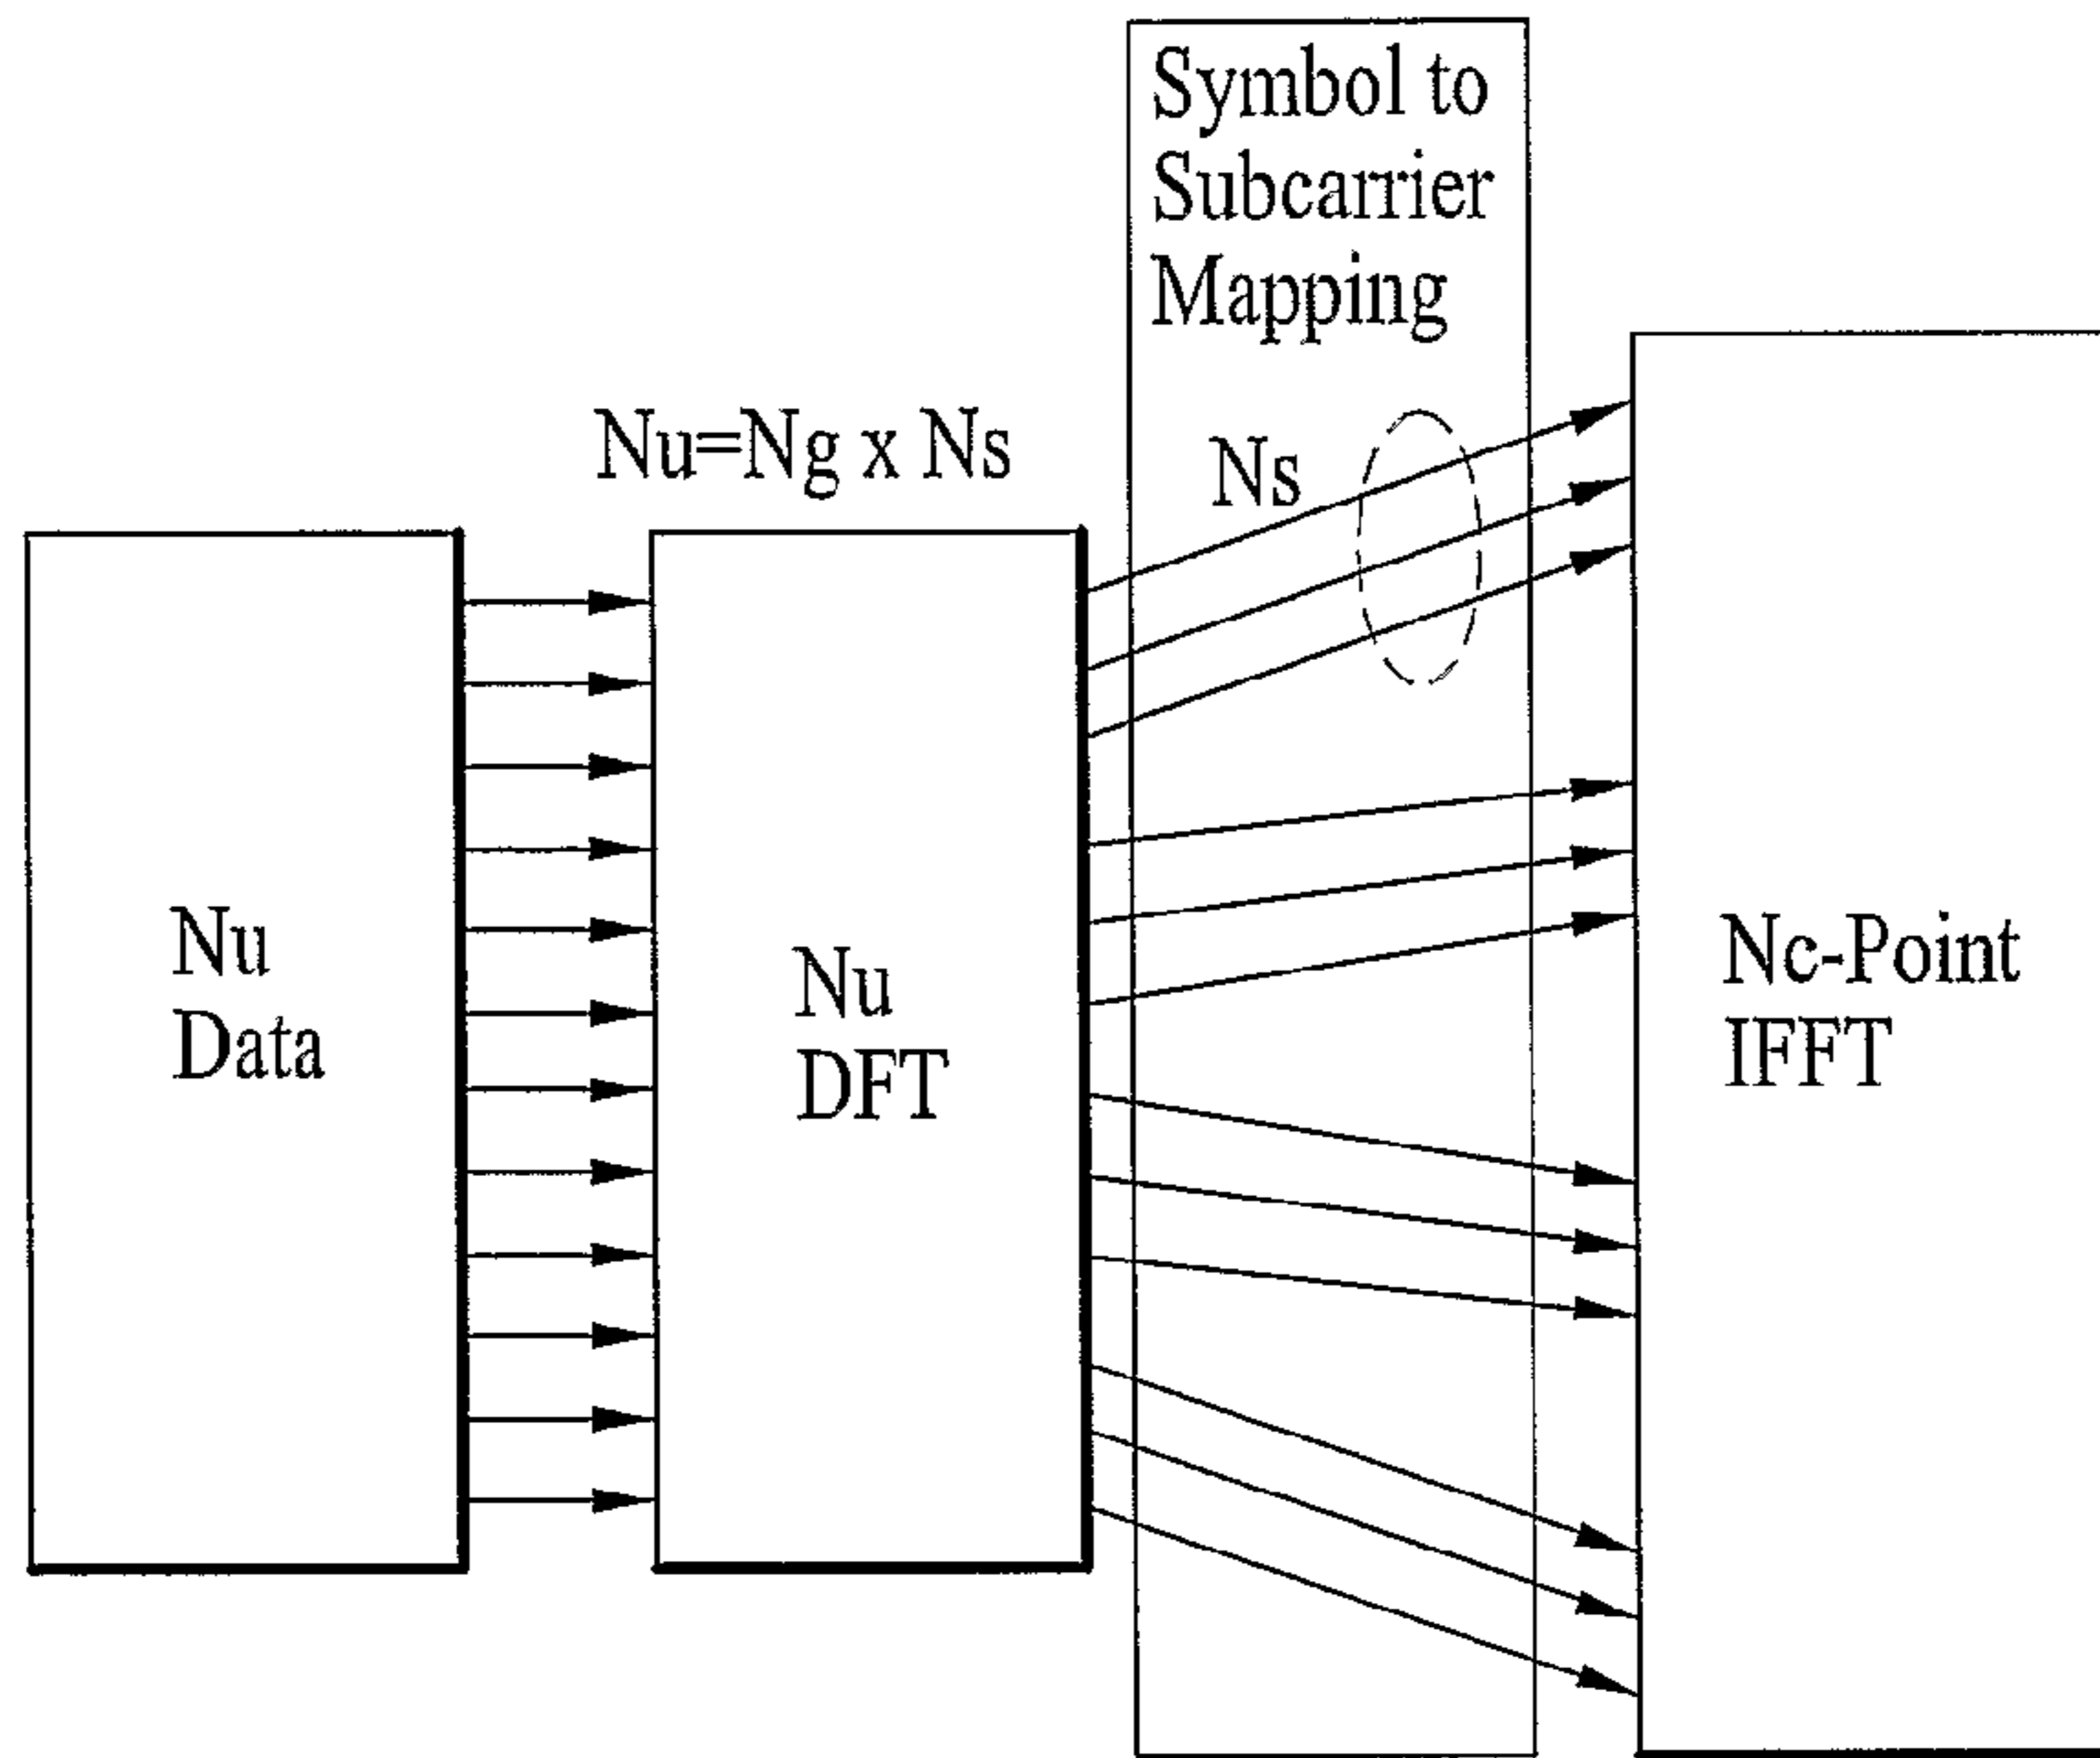 Symbol to
Subcarrier
Mapping
Nu=Ng x Ns
Ns
Nu
Data
Nu
DFT
Nc-Point
IFFT